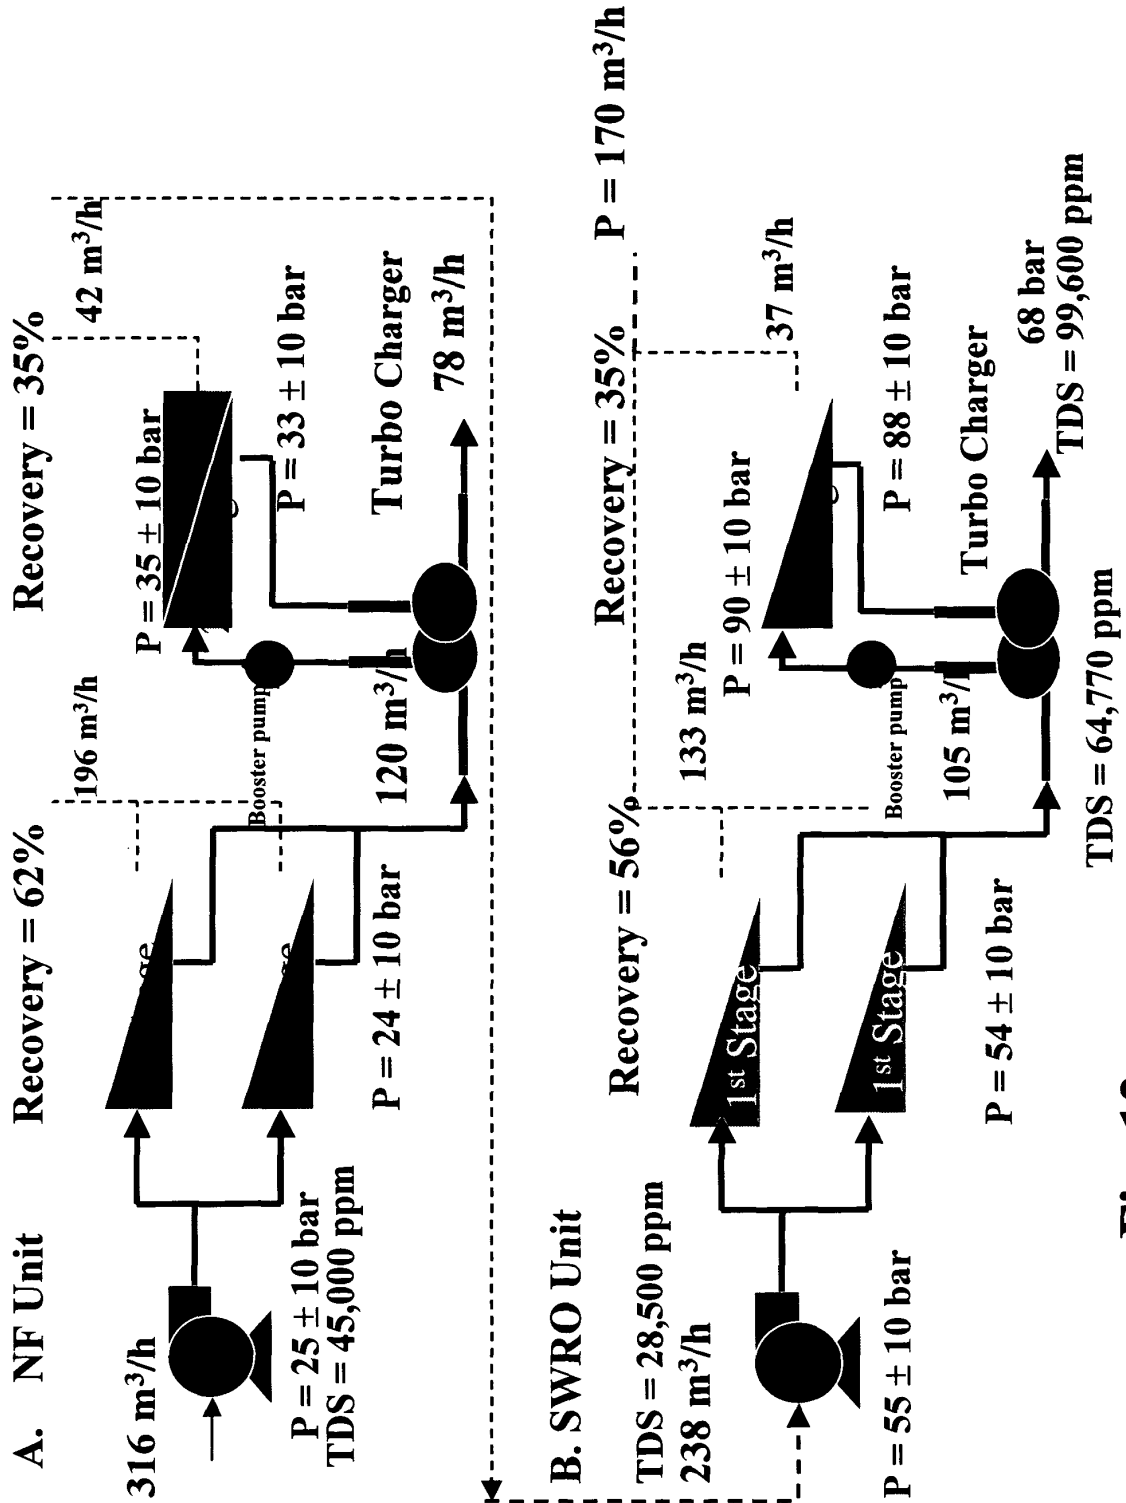 A. NF Unit
Recovery = 62%
Recovery = 35%
316 m³/h
196 m³/h
42 m³/h
P = 35 ± 10 bar
P = 25 ± 10 bar
TDS = 45,000 ppm
Booster pump
P = 33 ± 10 bar
P = 24 ± 10 bar
120 m³/h
Turbo Charger
78 m³/h
B. SWRO Unit
Recovery = 56%
Recovery = 35%
P = 170 m³/h
TDS = 28,500 ppm
238 m³/h
133 m³/h
P = 90 ± 10 bar
37 m³/h
1st Stage
1st Stage
Booster pump
P = 88 ± 10 bar
P = 55 ± 10 bar
P = 54 ± 10 bar
105 m³/
Turbo Charger
68 bar
TDS = 99,600 ppm
TDS = 64,770 ppm